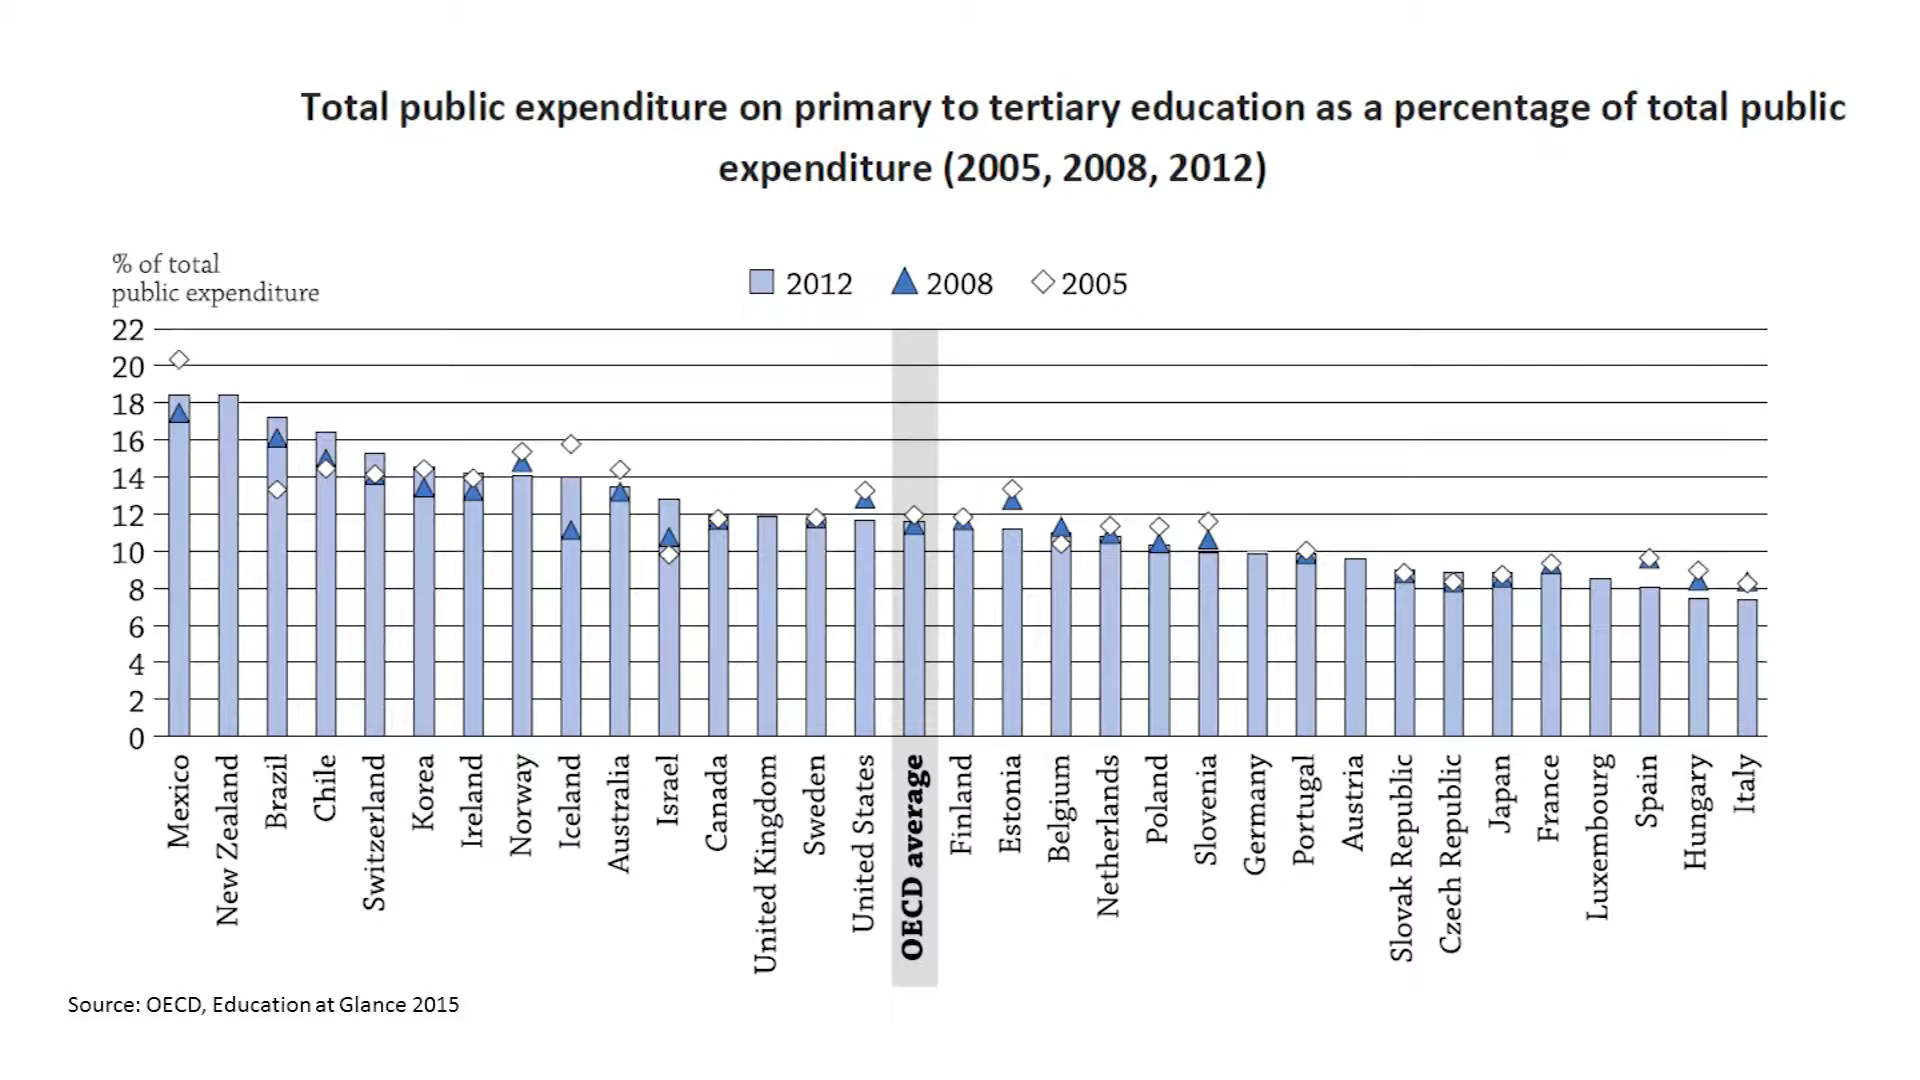 Total public expenditure on primary to tertiary education as a percentage of total public
expenditure (2005, 2008, 2012)
% of total
public expenditure
2012
2008
2005
22
20
18
16
14
12
10
8
6
4
2
0
Mexico
New Zealand
Brazil
Chile
Switzerland
Korea
Ireland
Norway
Iceland
Australia
Israel
Canada
United Kingdom
Sweden
United States
OECD average
Finland
Estonia
Belgium
Netherlands
Poland
Slovenia
Germany
Portugal
Austria
Slovak Republic
Czech Republic
Japan
France
Luxembourg
Spain
Hungary
Italy
Source: OECD, Education at Glance 2015